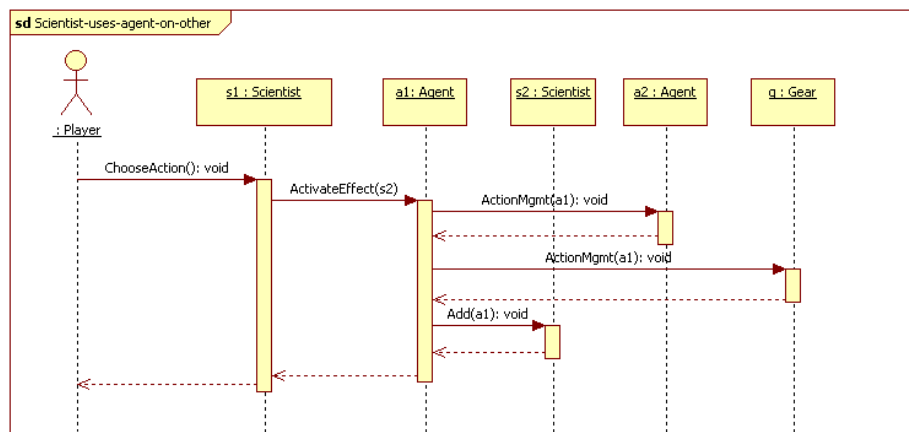 sd Scientist-uses-agent-on-other
s1 : Scientist
a1: Agent
s2 : Scientist
a2: Agent
g : Gear
: Player
ChooseAction(): void
ActivateEffect(s2)
ActionMgmt(a1): void
ActionMgmt(a1): void
Add(a1): void